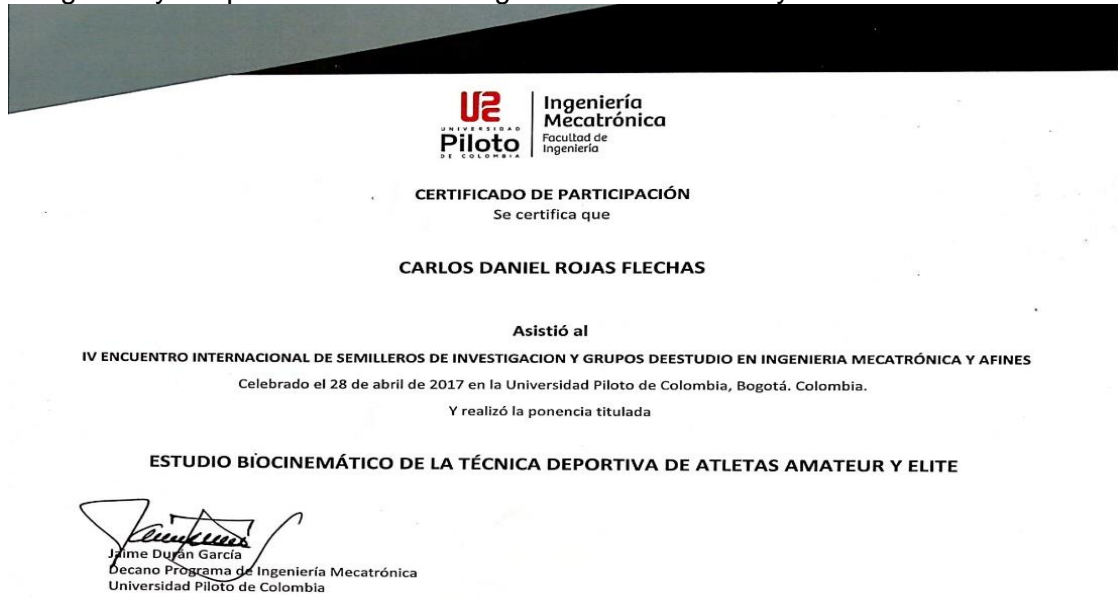 UNIVERSIDAD
Piloto
DE COLOMBIA
Ingeniería
Mecatrónica
Facultad de
Ingeniería
CERTIFICADO DE PARTICIPACIÓN
Se certifica que
CARLOS DANIEL ROJAS FLECHAS
Asistió al
IV ENCUENTRO INTERNACIONAL DE SEMILLEROS DE INVESTIGACION Y GRUPOS DEESTUDIO EN INGENIERIA MECATRÓNICA Y AFINES
Celebrado el 28 de abril de 2017 en la Universidad Piloto de Colombia, Bogotá. Colombia.
Y realizó la ponencia titulada
ESTUDIO BIOCINEMÁTICO DE LA TÉCNICA DEPORTIVA DE ATLETAS AMATEUR Y ELITE
Jaime Durán García
Decano Programa de Ingeniería Mecatrónica
Universidad Piloto de Colombia